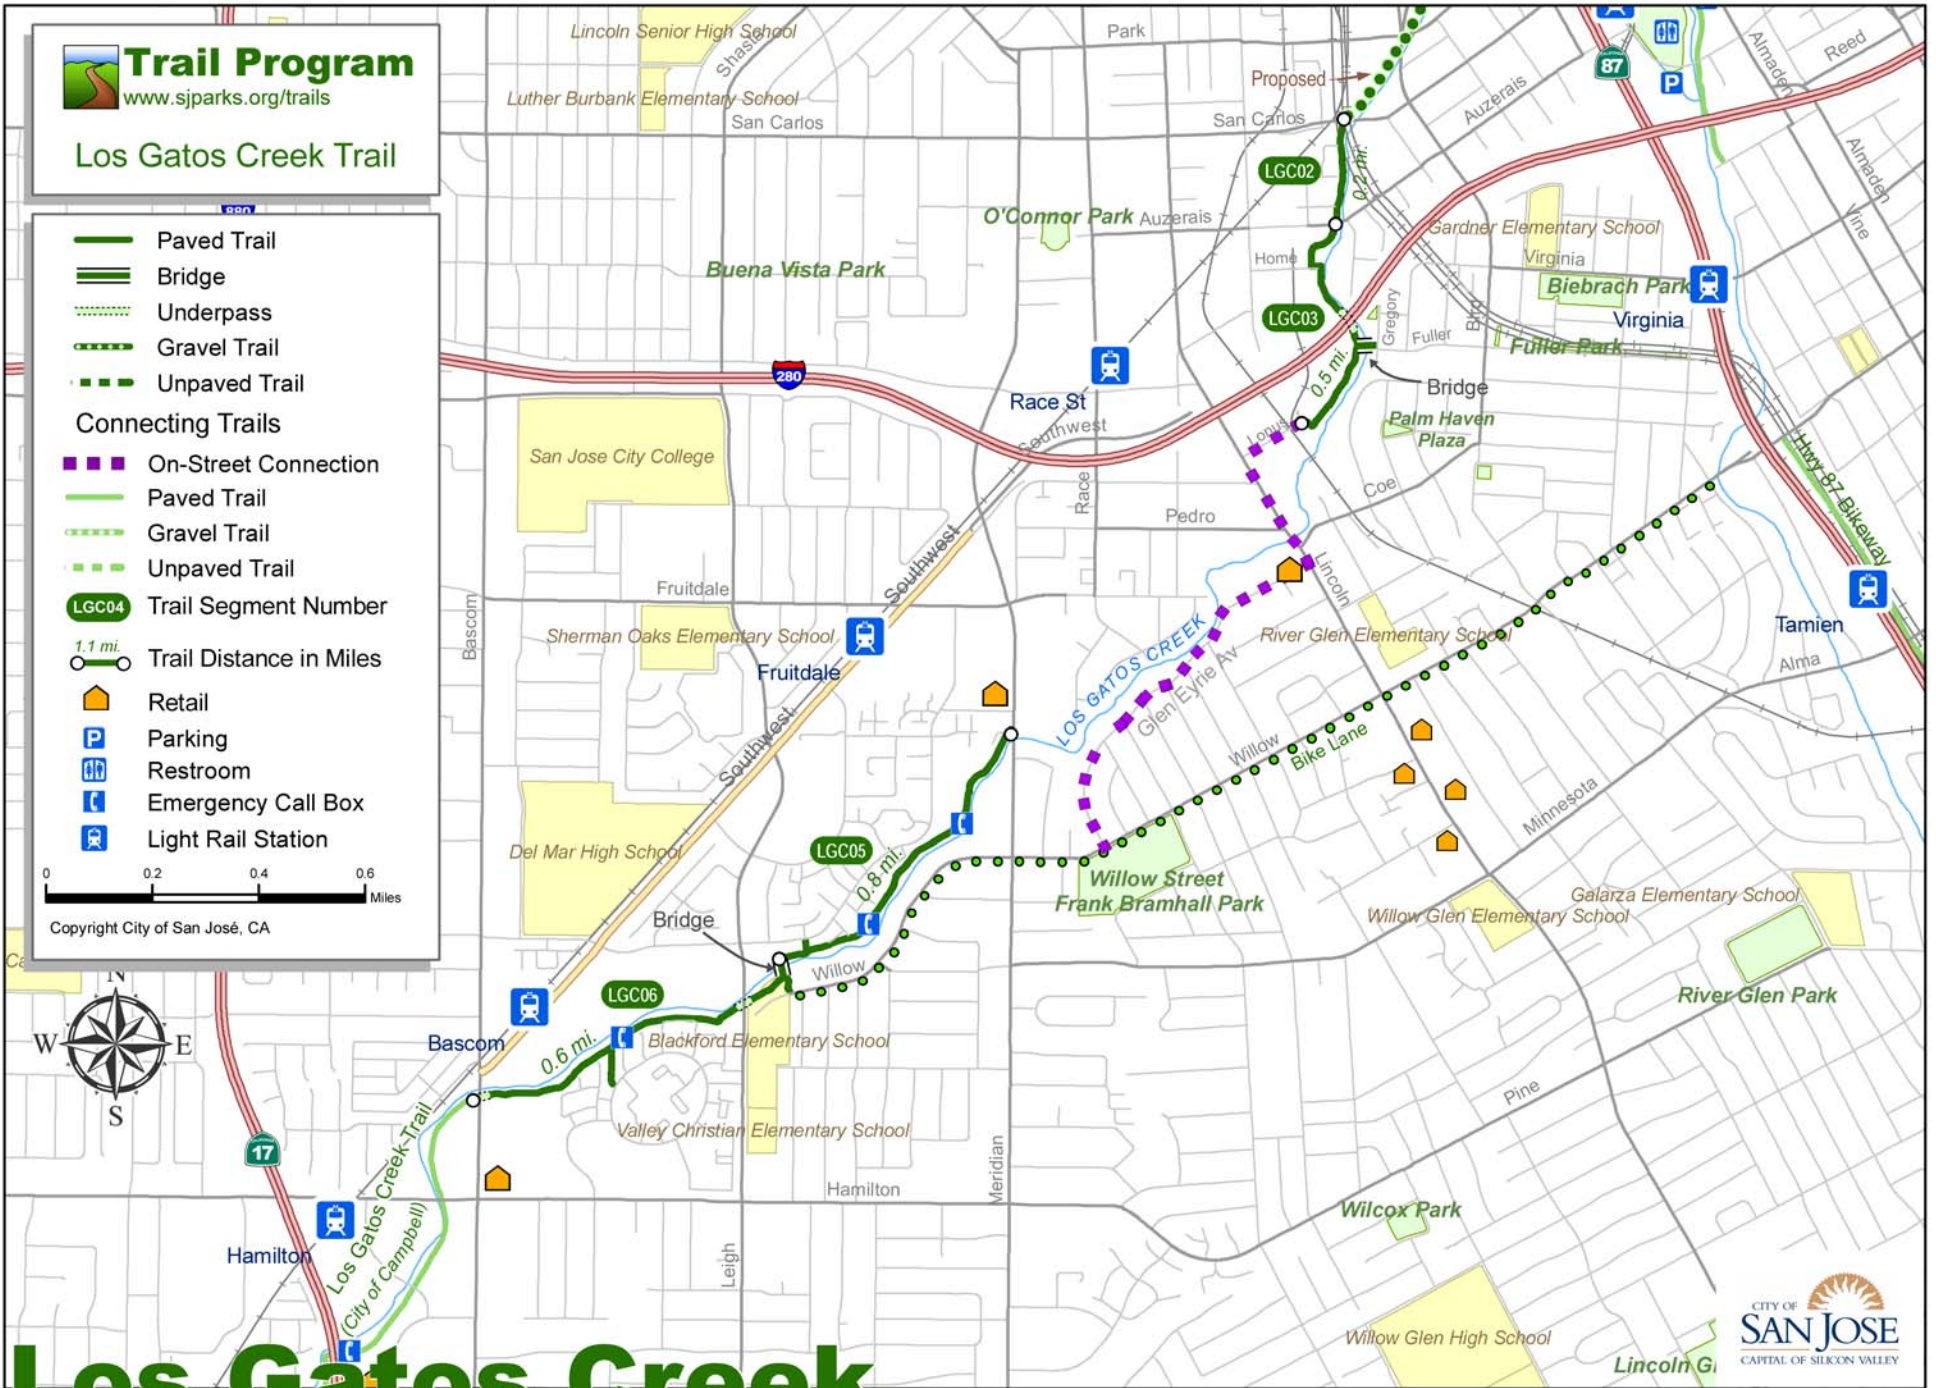 Trail Program
www.sjparks.org/trails
Los Gatos Creek Trail
880
Paved Trail
Bridge
Underpass
Gravel Trail
Unpaved Trail
Connecting Trails
On-Street Connection
Paved Trail
Gravel Trail
Unpaved Trail
LGC04 Trail Segment Number
1.1 mi.
Trail Distance in Miles
Retail
P Parking
Restroom
Emergency Call Box
Light Rail Station
0 0.2 0.4 0.6
Miles
Copyright City of San José, CA
N
W E
S
Lincoln Senior High School
Shasta
Luther Burbank Elementary School
San Carlos
Park
Proposed
San Carlos
Auzerais
87
P
Almaden
Reed
Almaden
Vine
LGC02
0.2 mi.
O'Connor Park
Auzerais
Gardner Elementary School
Home
Virginia
Buena Vista Park
Biebrach Park
Virginia
LGC03
Gregory
Bird
Fuller
Fuller Park
280
Race St
0.5 mi.
Bridge
Palm Haven
Plaza
Southwest
San Jose City College
Race
Coe
Pedro
Hwy 87 Bikeway
Southwest
Fruitdale
Lincoln
Bascom
Sherman Oaks Elementary School
Fruitdale
River Glen Elementary School
Tamien
Alma
LOS GATOS CREEK
Glen Eyrie Av
Southwest
Willow
Bike Lane
Minnesota
Del Mar High School
LGC05
0.8 mi.
Willow Street
Frank Bramhall Park
Galarza Elementary School
Willow Glen Elementary School
Bridge
Willow
River Glen Park
LGC06
Bascom
0.6 mi.
Blackford Elementary School
Pine
Valley Christian Elementary School
17
Los Gatos Creek Trail
(City of Campbell)
Meridian
Hamilton
Wilcox Park
Hamilton
Leigh
Willow Glen High School
CITY OF
SAN JOSE
CAPITAL OF SILICON VALLEY
Los Gatos Creek